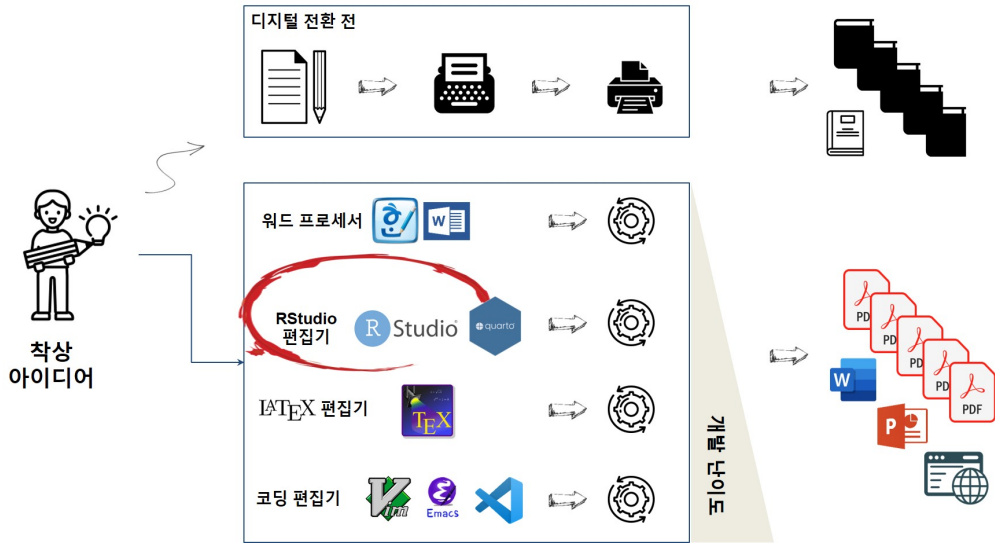 디지털 전환 전
착상
아이디어
워드 프로세서
한
W
RStudio
편집기
R Studio
quarto
LATEX 편집기
TEX
코딩 편집기
Vim
Emacs
개발 난이도
PDF
PDF
PDF
PDF
PDF
W
P